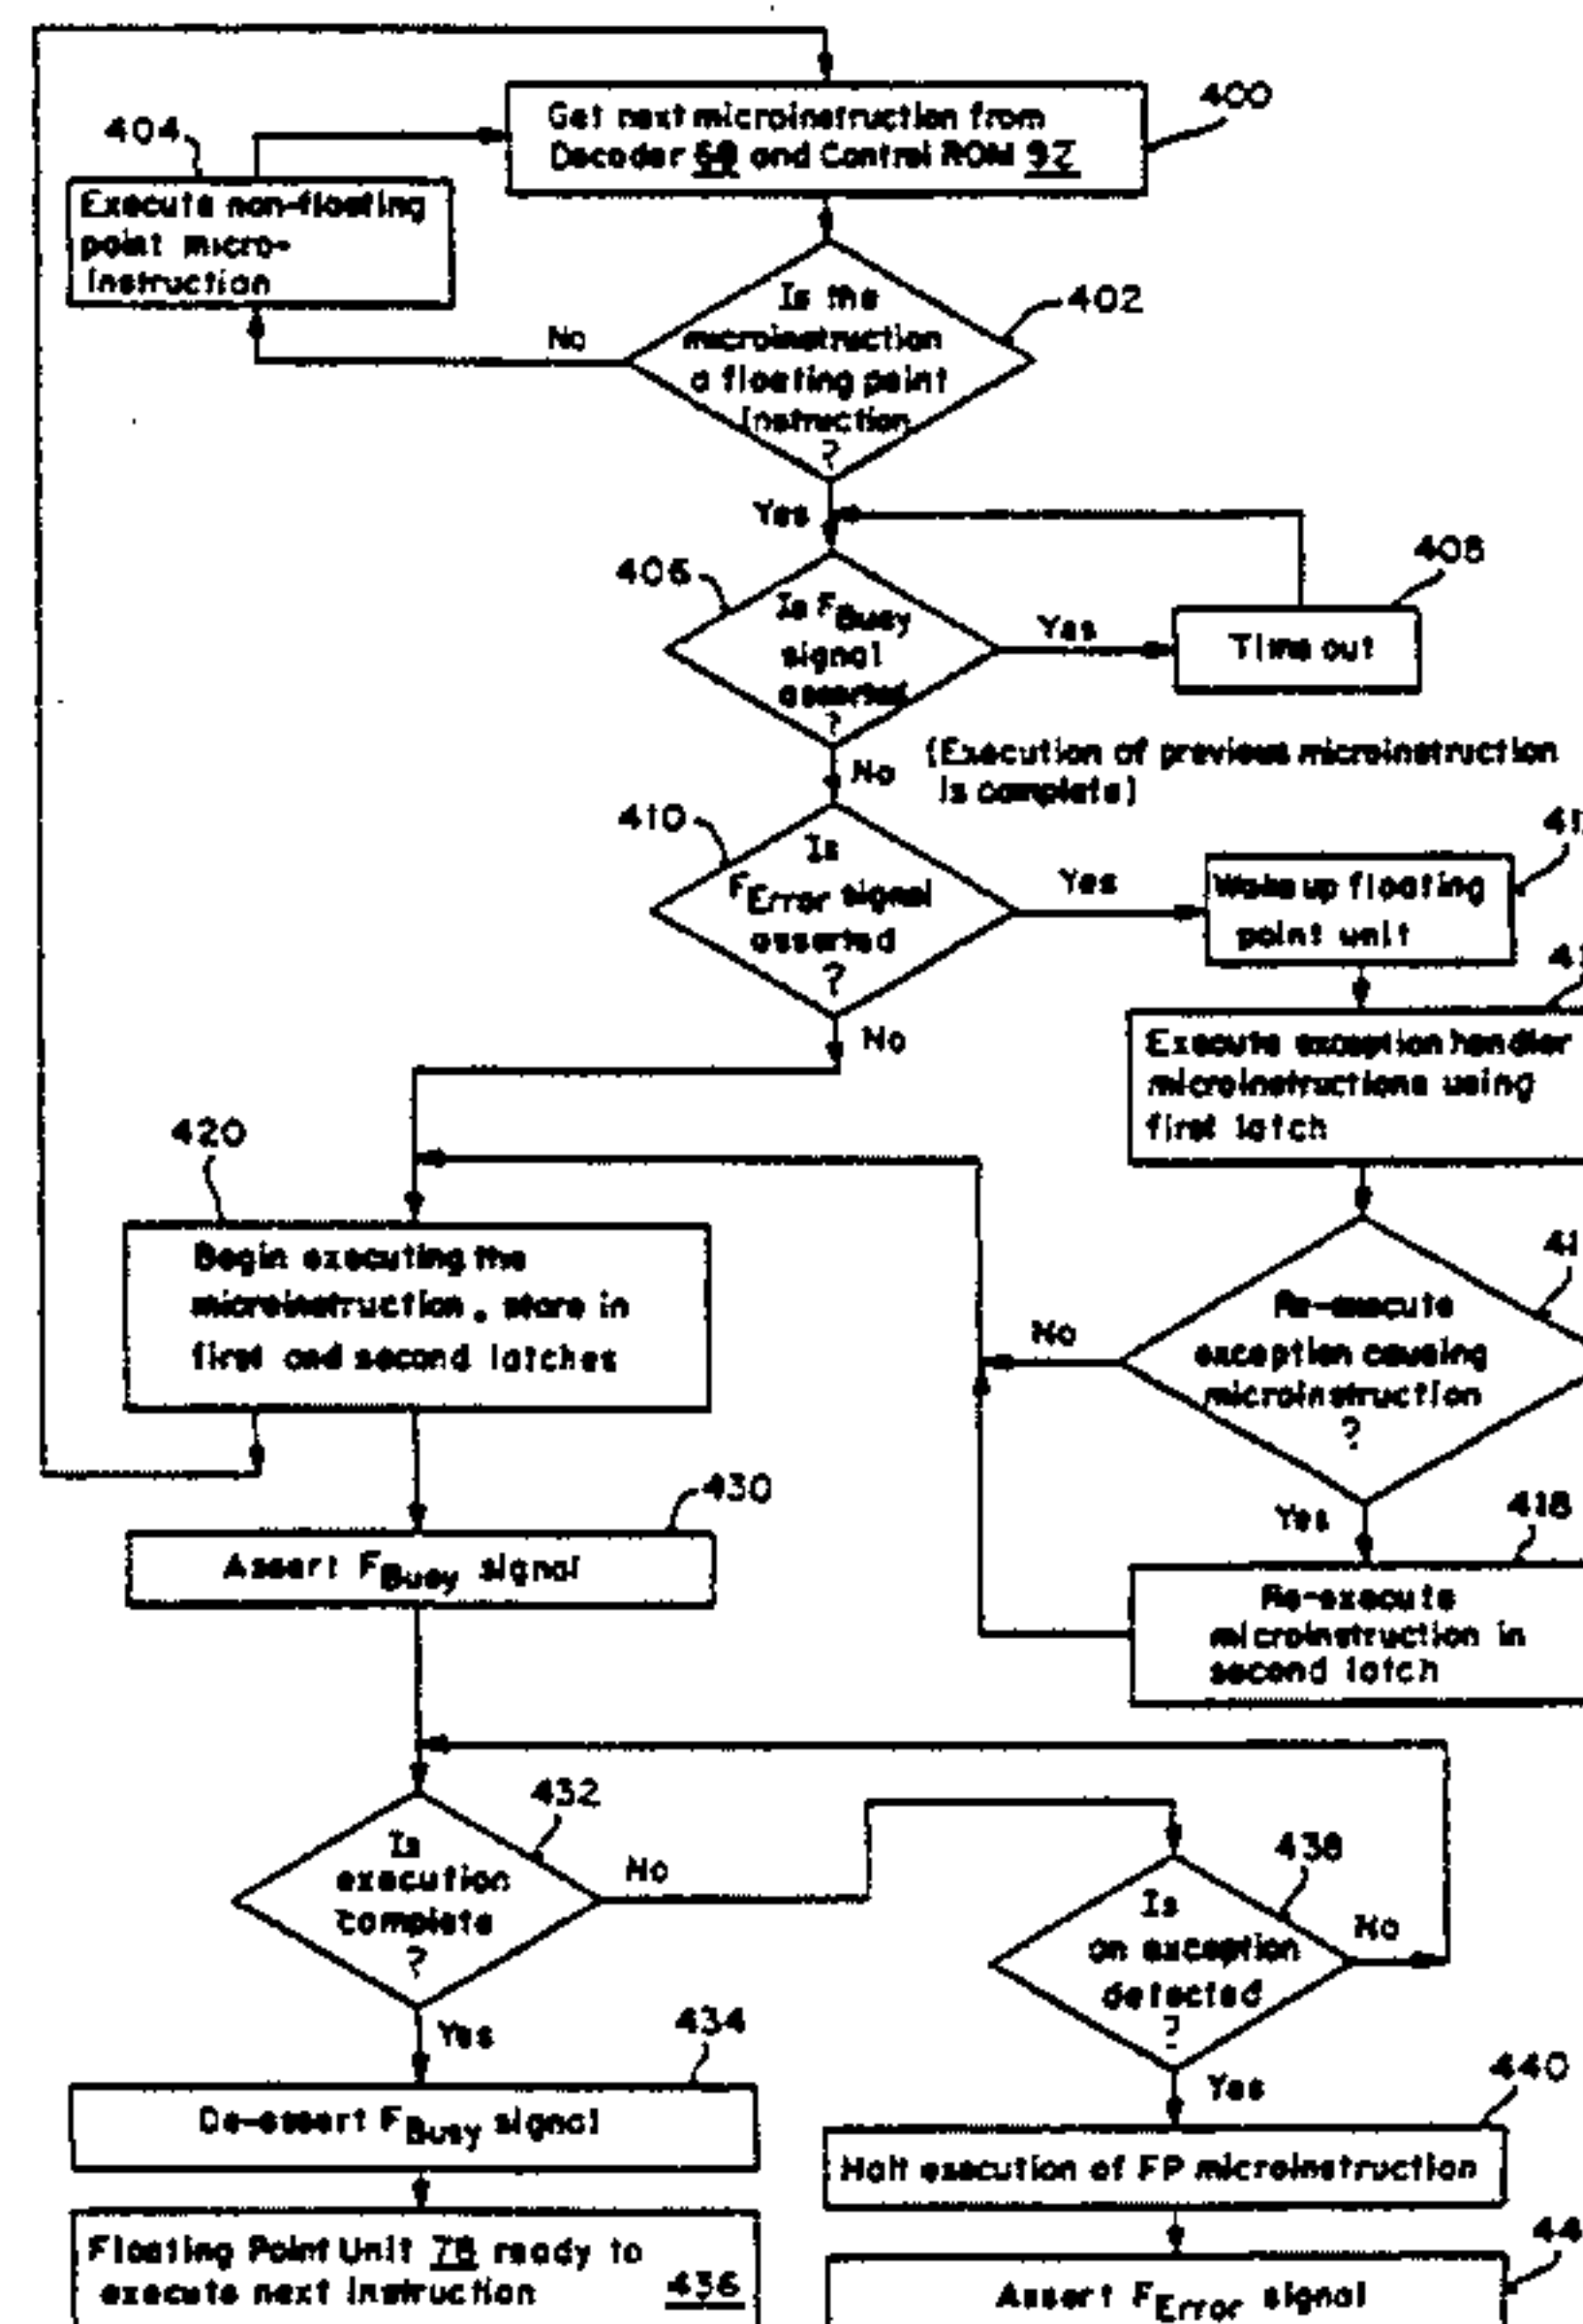 400
Get next microinstruction from
Decoder 68 and Control ROM 92
404
Execute non-floating
point micro-
instruction
402
Is the
microinstruction
a floating point
instruction
?
No
Yes
406
Is FBusy
signal
asserted
?
Yes
408
Time out
No
(Execution of previous microinstruction
is complete)
410
Is
FError signal
asserted
?
Yes
41
Wake up floating
point unit
No
Execute exception handler
microinstructions using
first latch
420
Begin executing the
microinstruction, store in
first and second latches
41
Re-execute
exception causing
microinstruction
?
No
Yes
418
Re-execute
microinstruction in
second latch
430
Assert FBusy signal
432
Is
execution
complete
?
No
438
Is
an exception
detected
?
No
Yes
434
De-assert FBusy signal
Yes
440
Halt execution of FP microinstruction
Floating Point Unit 78 ready to
execute next instruction 436
44
Assert FError signal